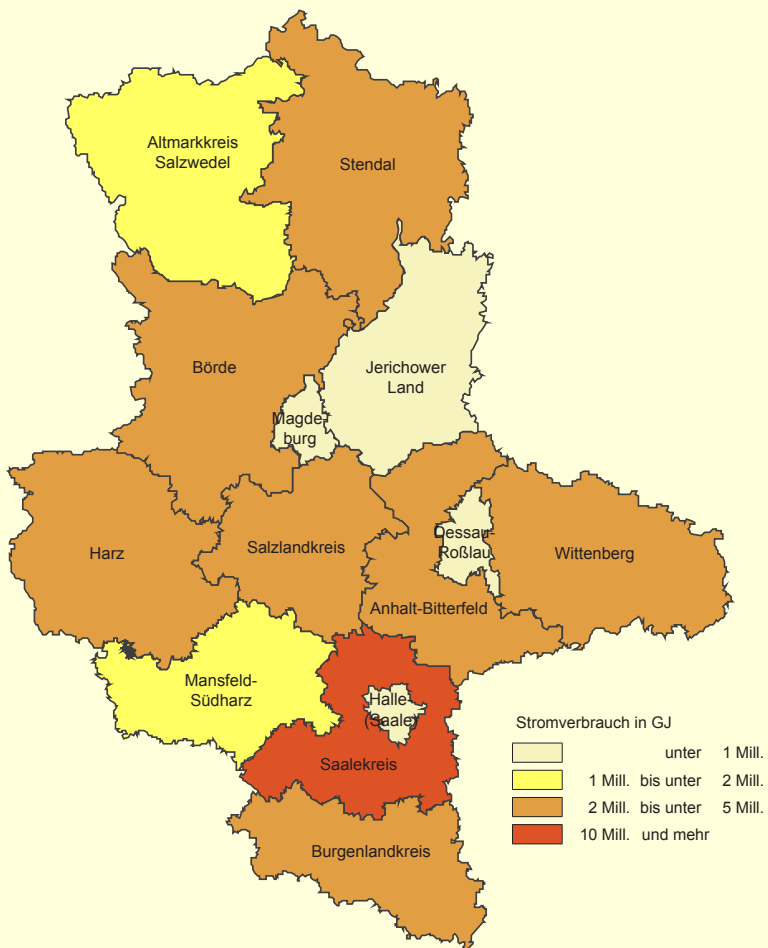 Altmarkkreis
Salzwedel
Stendal
Börde
Jerichower
Land
Magde-
burg
Harz
Salzlandkreis
Dessau-
Roßlau
Wittenberg
Anhalt-Bitterfeld
Mansfeld-
Südharz
Halle
(Saale)
Saalekreis
Burgenlandkreis
Stromverbrauch in GJ
unter 1 Mill.
1 Mill. bis unter 2 Mill.
2 Mill. bis unter 5 Mill.
10 Mill. und mehr